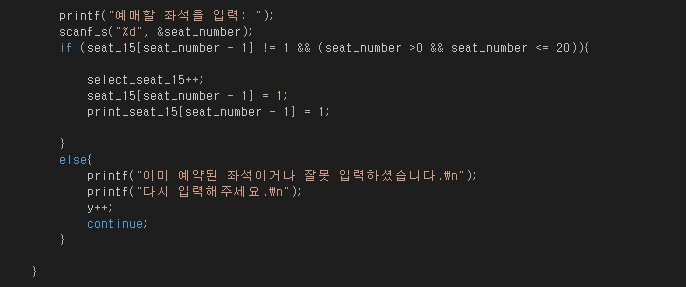 printf("예매할 좌석을 입력: ");
scanf_s("%d", &seat_number);
if (seat_15[seat_number - 1] != 1 && (seat_number >0 && seat_number <= 20)){
select_seat_15++;
seat_15[seat_number - 1] = 1;
print_seat_15[seat_number - 1] = 1;
}
else{
printf("이미 예약된 좌석이거나 잘못 입력하셨습니다.₩n");
printf("다시 입력해주세요.₩n");
y++;
continue;
}
}